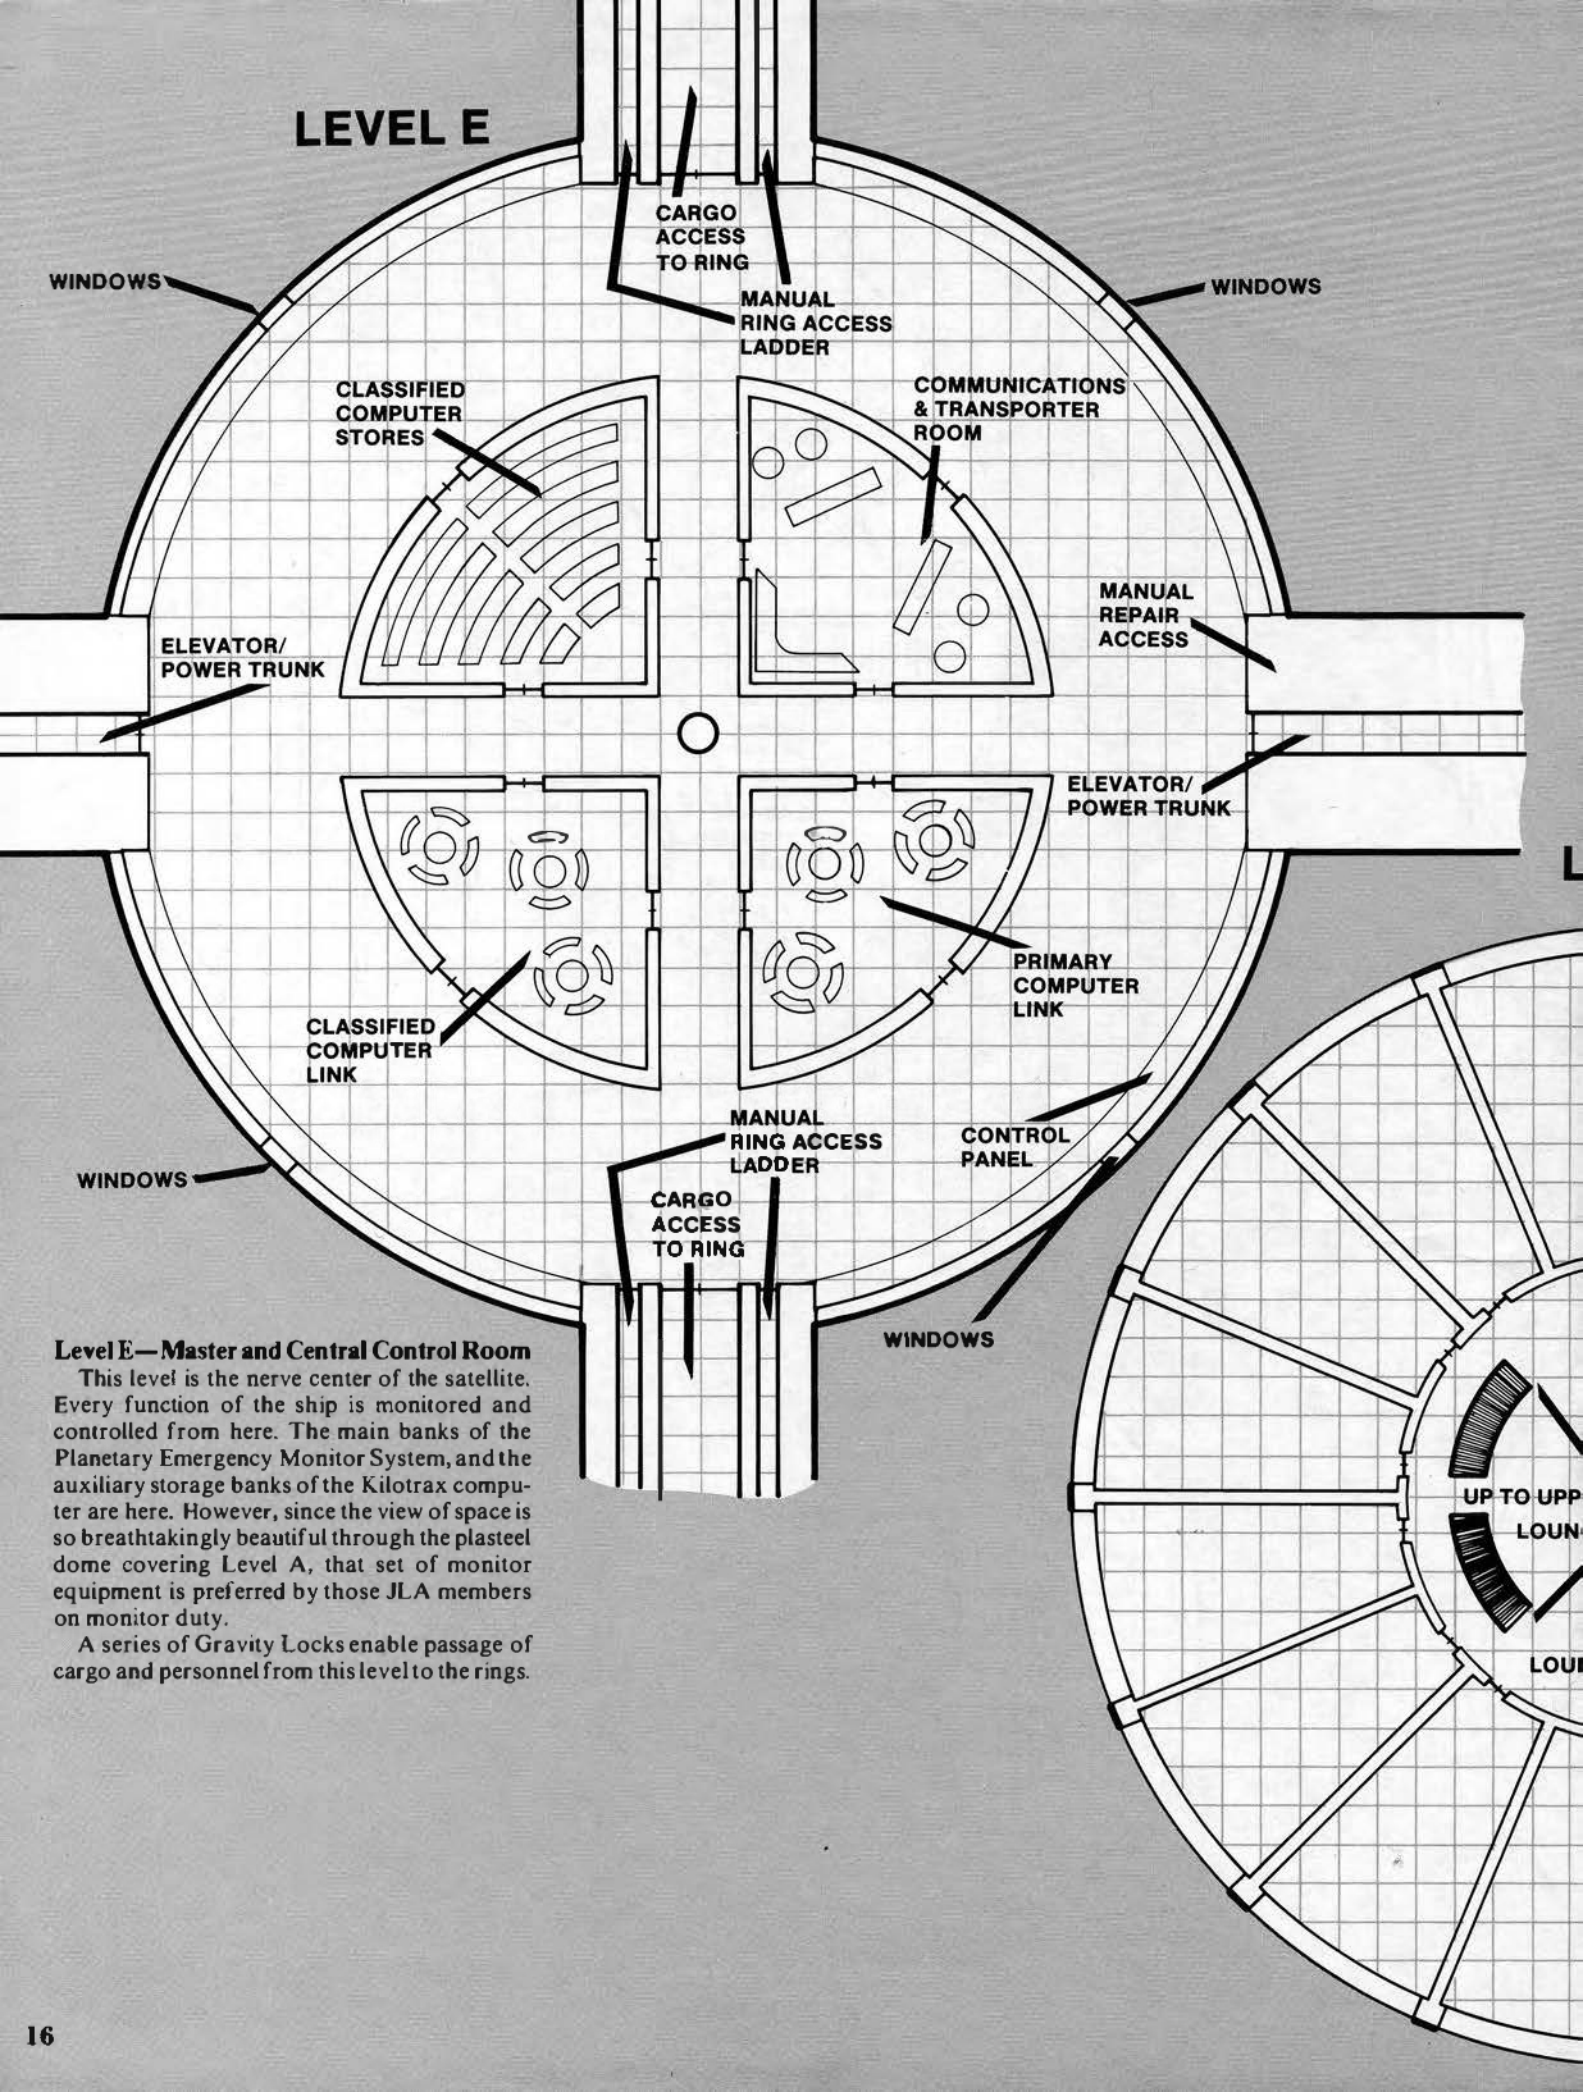 LEVEL E
CARGO
ACCESS
TO RING
WINDOWS
WINDOWS
MANUAL
RING ACCESS
LADDER
CLASSIFIED
COMPUTER
STORES
COMMUNICATIONS
& TRANSPORTER
ROOM
MANUAL
REPAIR
ACCESS
ELEVATOR/
POWER TRUNK
ELEVATOR/
POWER TRUNK
L
PRIMARY
COMPUTER
LINK
CLASSIFIED
COMPUTER
LINK
MANUAL
RING ACCESS
LADDER
CONTROL
PANEL
WINDOWS
CARGO
ACCESS
TO RING
WINDOWS
Level E—Master and Central Control Room
This level is the nerve center of the satellite.
Every function of the ship is monitored and
controlled from here. The main banks of the
Planetary Emergency Monitor System, and the
auxiliary storage banks of the Kilotrax compu-
ter are here. However, since the view of space is
so breathtakingly beautiful through the plasteel
dome covering Level A, that set of monitor
equipment is preferred by those JLA members
on monitor duty.
A series of Gravity Locks enable passage of
cargo and personnel from this level to the rings.
UP TO UPP
LOUN
LOU
16